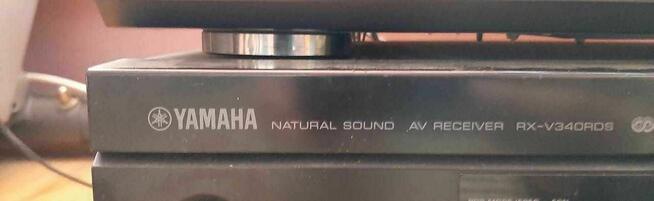 YAMAHA NATURAL SOUND AV RECEIVER RX-V340RDS